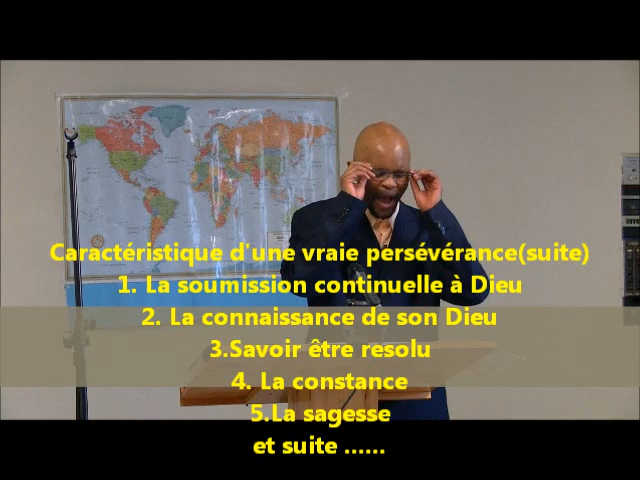 Caractéristique d'une vraie persévérance(suite)
1. La soumission continuelle à Dieu
2. La connaissance de son Dieu
3.Savoir être resolu
4. La constance
5.La sagesse
et suite ......